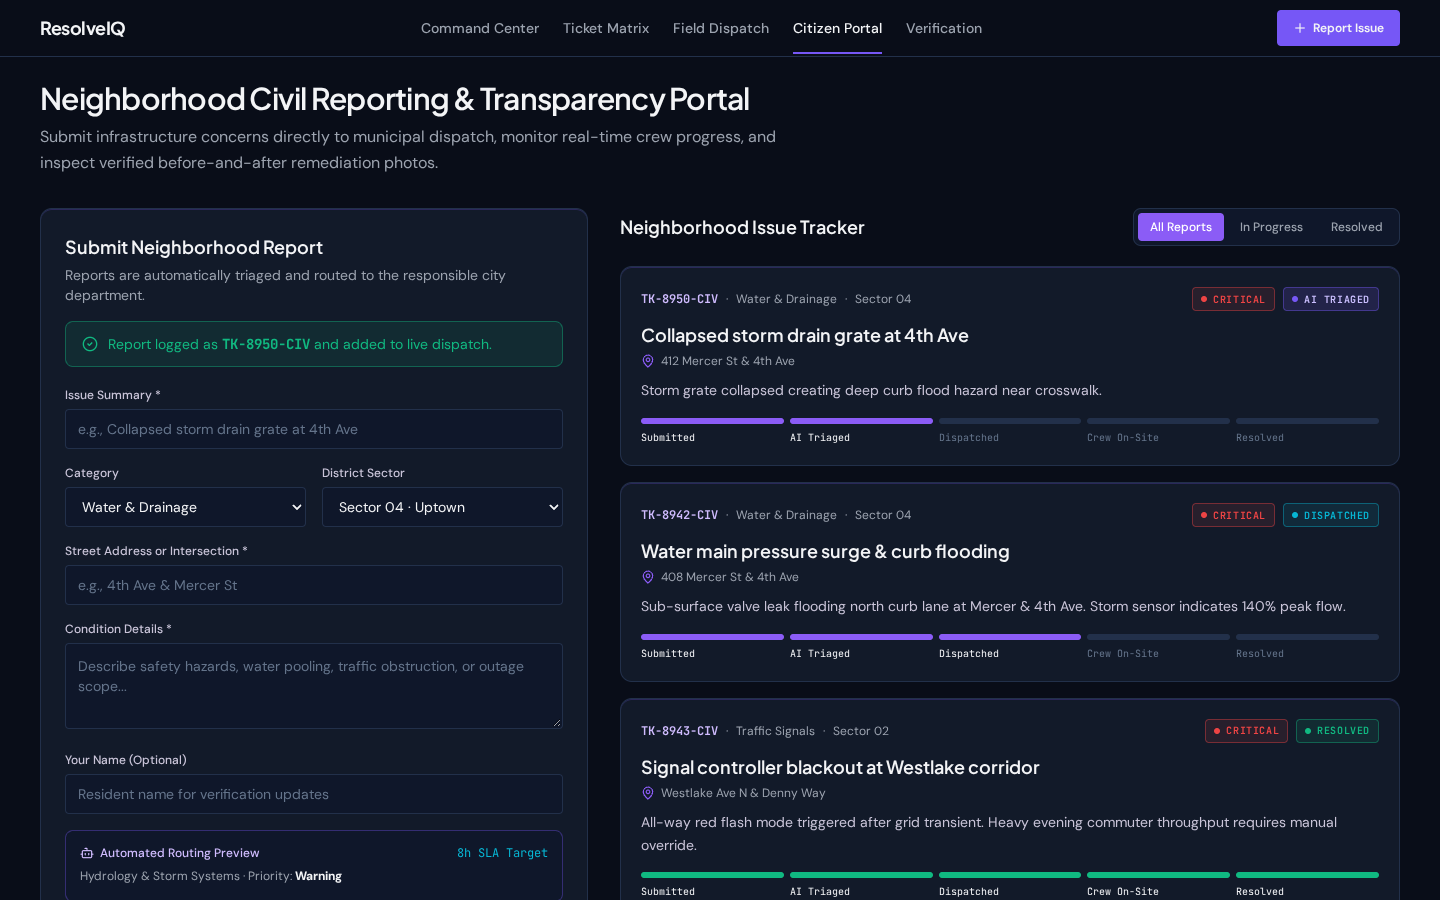 ResolveIQ
Command Center
Ticket Matrix
Field Dispatch
Citizen Portal
Verification
Report Issue
Neighborhood Civil Reporting & Transparency Portal
Submit infrastructure concerns directly to municipal dispatch, monitor real-time crew progress, and
inspect verified before-and-after remediation photos.
Submit Neighborhood Report
Reports are automatically triaged and routed to the responsible city
department.
Report logged as TK-8950-CIV and added to live dispatch.
Issue Summary *
e.g., Collapsed storm drain grate at 4th Ave
Category
District Sector
Water & Drainage
Sector 04 · Uptown
Street Address or Intersection *
e.g., 4th Ave & Mercer St
Condition Details *
Describe safety hazards, water pooling, traffic obstruction, or outage
scope...
Your Name (Optional)
Resident name for verification updates
Automated Routing Preview
8h SLA Target
Hydrology & Storm Systems · Priority: Warning
Neighborhood Issue Tracker
All Reports
In Progress
Resolved
TK-8950-CIV · Water & Drainage · Sector 04
CRITICAL
AI TRIAGED
Collapsed storm drain grate at 4th Ave
412 Mercer St & 4th Ave
Storm grate collapsed creating deep curb flood hazard near crosswalk.
Submitted
AI Triaged
Dispatched
Crew On-Site
Resolved
TK-8942-CIV · Water & Drainage · Sector 04
CRITICAL
DISPATCHED
Water main pressure surge & curb flooding
408 Mercer St & 4th Ave
Sub-surface valve leak flooding north curb lane at Mercer & 4th Ave. Storm sensor indicates 140% peak flow.
Submitted
AI Triaged
Dispatched
Crew On-Site
Resolved
TK-8943-CIV · Traffic Signals · Sector 02
CRITICAL
RESOLVED
Signal controller blackout at Westlake corridor
Westlake Ave N & Denny Way
All-way red flash mode triggered after grid transient. Heavy evening commuter throughput requires manual
override.
Submitted
AI Triaged
Dispatched
Crew On-Site
Resolved